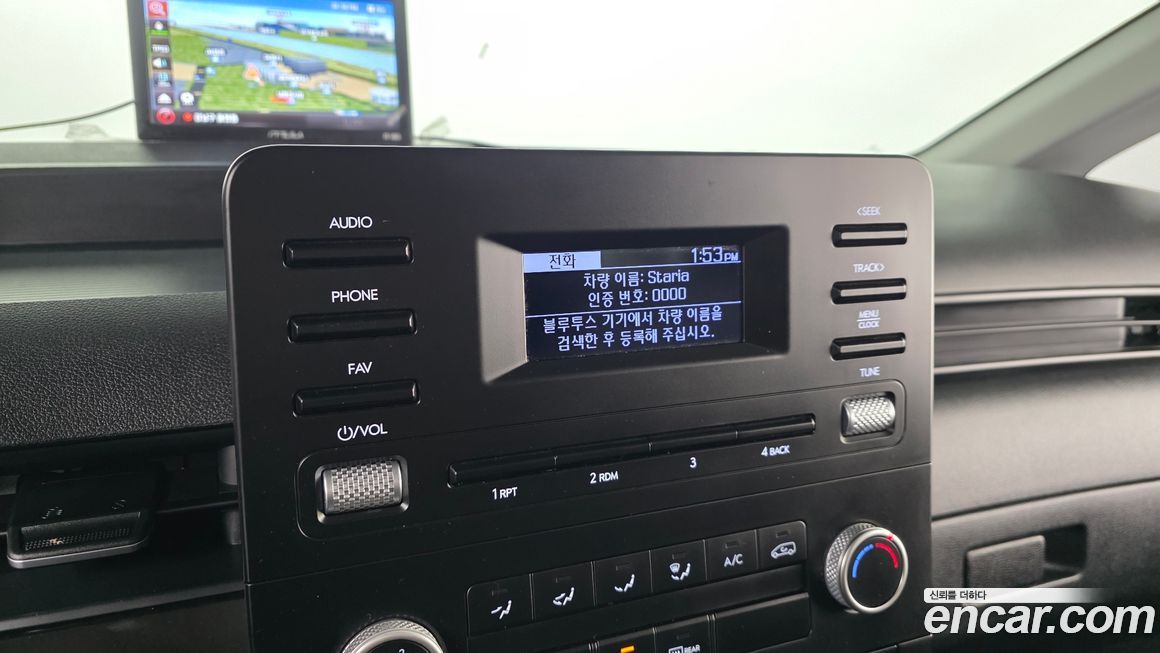 AUDIO
PHONE
FAV
/VOL
전화 1:53 PM
차량 이름: Staria
인증 번호: 0000
블루투스 기기에서 차량 이름을
검색한 후 등록해 주십시오.
<SEEK
TRACK>
MENU
CLOCK
TUNE
1 RPT
2 RDM
3
4 BACK
A/C
REAR
신뢰를 더하다
encar.com